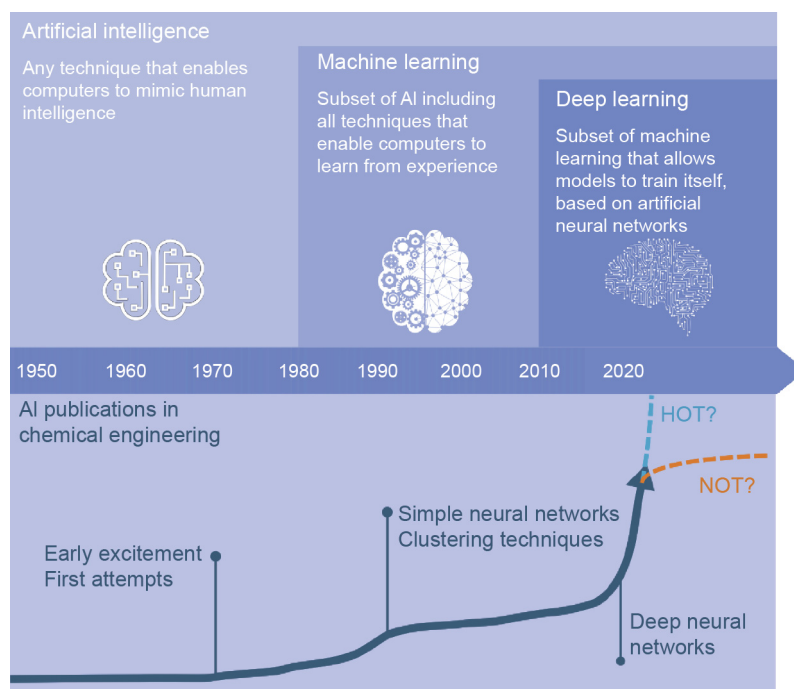 Artificial intelligence
Any technique that enables
computers to mimic human
intelligence
Machine learning
Subset of AI including
all techniques that
enable computers to
learn from experience
Deep learning
Subset of machine
learning that allows
models to train itself,
based on artificial
neural networks
1950 1960 1970 1980 1990 2000 2010 2020
AI publications in
chemical engineering
HOT?
NOT?
Simple neural networks
Clustering techniques
Early excitement
First attempts
Deep neural
networks